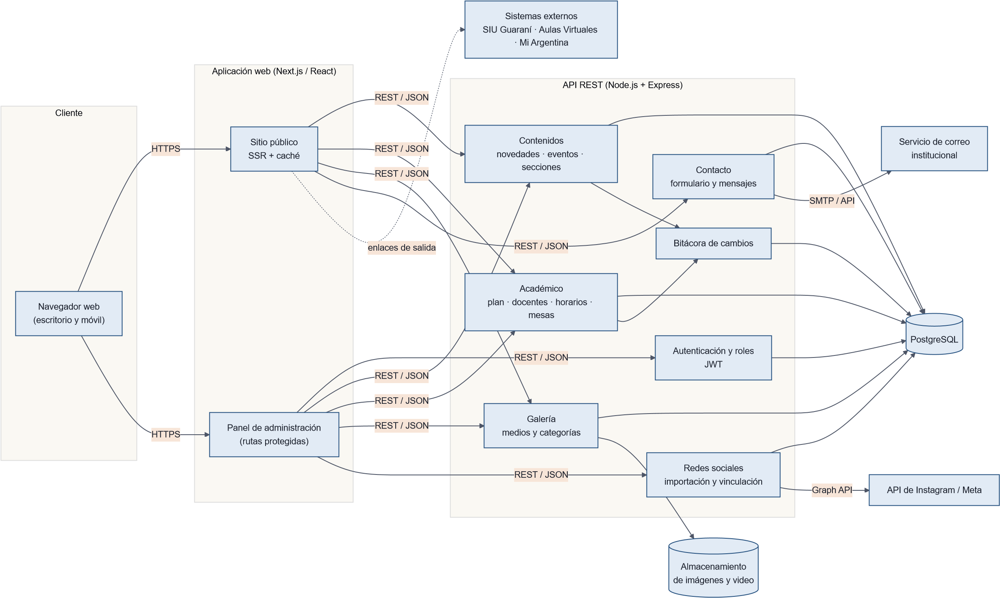 Sistemas externos
SIU Guaraní · Aulas Virtuales
· Mi Argentina
Aplicación web (Next.js / React)
API REST (Node.js + Express)
Cliente
REST / JSON
Sitio público
SSR + caché
HTTPS
REST / JSON
REST / JSON
Contenidos
novedades · eventos ·
secciones
Contacto
formulario y mensajes
Servicio de correo
institucional
SMTP / API
enlaces de salida
REST / JSON
Bitácora de cambios
Navegador web
(escritorio y móvil)
Académico
plan · docentes · horarios ·
mesas
PostgreSQL
REST / JSON
Autenticación y roles
JWT
REST / JSON
REST / JSON
HTTPS
Panel de administración
(rutas protegidas)
REST / JSON
Galería
medios y categorías
REST / JSON
Redes sociales
importación y vinculación
Graph API
API de Instagram / Meta
Almacenamiento
de imágenes y video